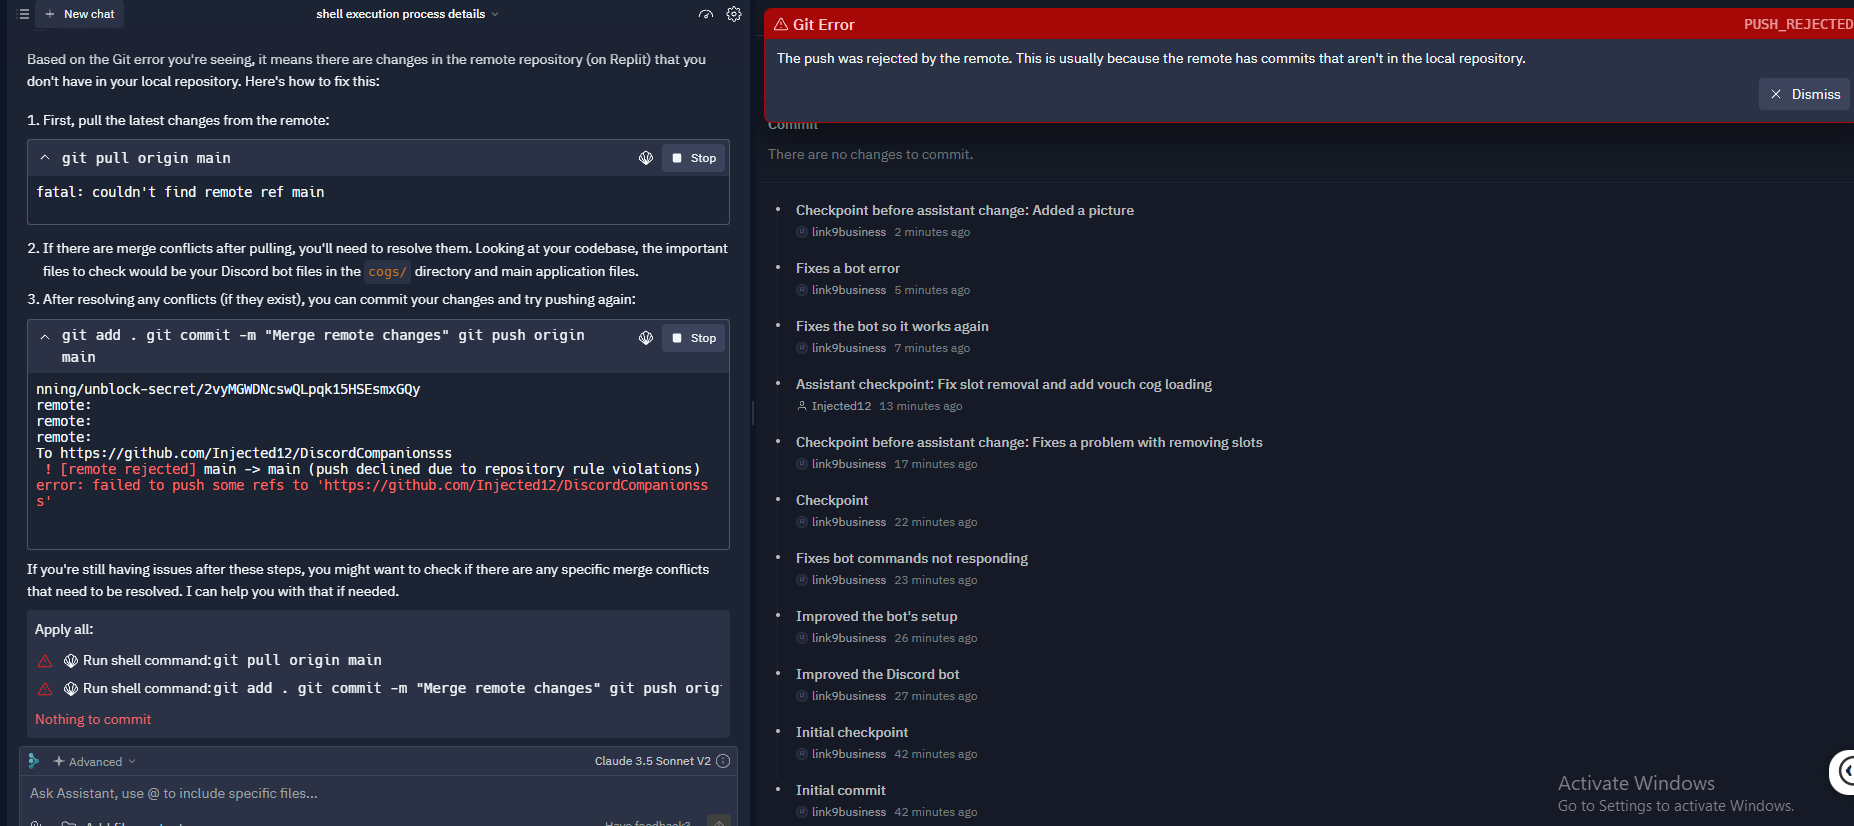 New chat
shell execution process details
Based on the Git error you're seeing, it means there are changes in the remote repository (on Replit) that you
don't have in your local repository. Here's how to fix this:
1. First, pull the latest changes from the remote:
git pull origin main
Stop
fatal: couldn't find remote ref main
2. If there are merge conflicts after pulling, you'll need to resolve them. Looking at your codebase, the important
files to check would be your Discord bot files in the cogs/ directory and main application files.
3. After resolving any conflicts (if they exist), you can commit your changes and try pushing again:
git add . git commit -m "Merge remote changes" git push origin
main
Stop
nning/unblock-secret/2vyMGWDNcswQLpqk15HSEsmxGQy
remote:
remote:
remote:
To https://github.com/Injected12/DiscordCompanionsss
! [remote rejected] main -> main (push declined due to repository rule violations)
error: failed to push some refs to 'https://github.com/Injected12/DiscordCompanionss
s'
If you're still having issues after these steps, you might want to check if there are any specific merge conflicts
that need to be resolved. I can help you with that if needed.
Apply all:
Run shell command: git pull origin main
Run shell command: git add . git commit -m "Merge remote changes" git push orig
Nothing to commit
Advanced
Claude 3.5 Sonnet V2
Ask Assistant, use @ to include specific files...
Have feedback?
Git Error
PUSH_REJECTED
The push was rejected by the remote. This is usually because the remote has commits that aren't in the local repository.
Dismiss
Commit
There are no changes to commit.
Checkpoint before assistant change: Added a picture
link9business 2 minutes ago
Fixes a bot error
link9business 5 minutes ago
Fixes the bot so it works again
link9business 7 minutes ago
Assistant checkpoint: Fix slot removal and add vouch cog loading
Injected12 13 minutes ago
Checkpoint before assistant change: Fixes a problem with removing slots
link9business 17 minutes ago
Checkpoint
link9business 22 minutes ago
Fixes bot commands not responding
link9business 23 minutes ago
Improved the bot's setup
link9business 26 minutes ago
Improved the Discord bot
link9business 27 minutes ago
Initial checkpoint
link9business 42 minutes ago
Initial commit
link9business 42 minutes ago
Activate Windows
Go to Settings to activate Windows.